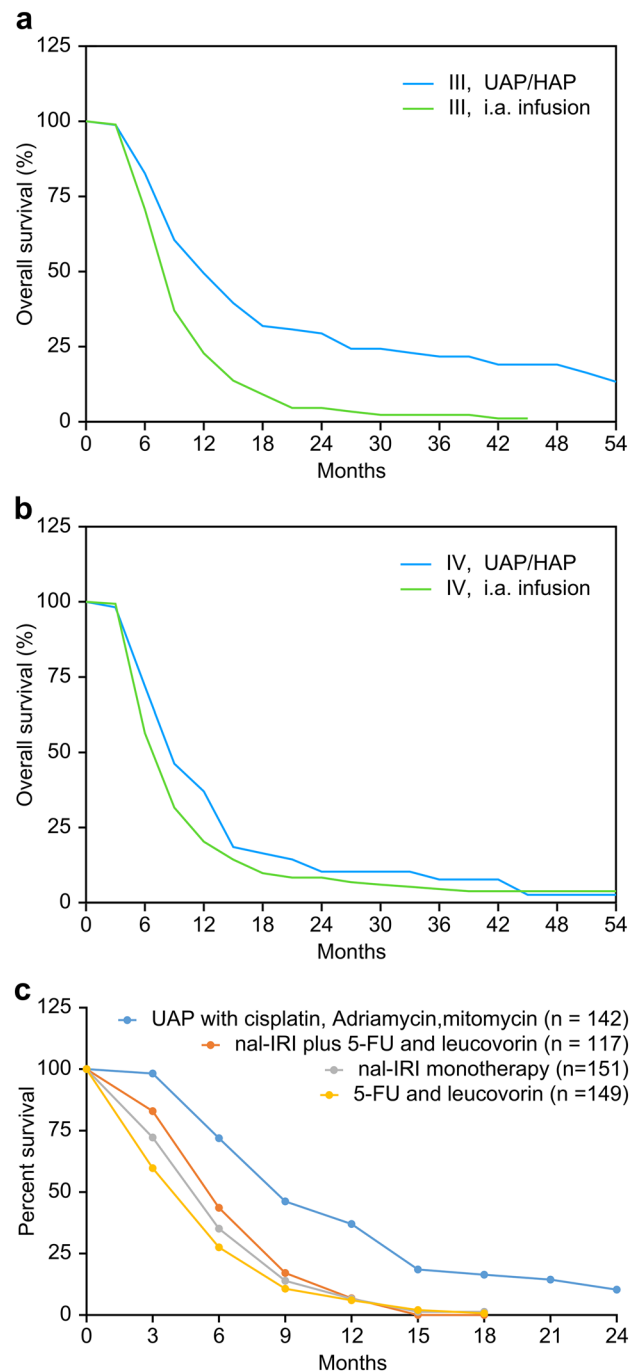 a
125
100
75
50
25
0
Overall survival (%)
III, UAP/HAP
III, i.a. infusion
0 6 12 18 24 30 36 42 48 54
Months
b
125
100
75
50
25
0
Overall survival (%)
IV, UAP/HAP
IV, i.a. infusion
0 6 12 18 24 30 36 42 48 54
Months
c
125
100
75
50
25
0
Percent survival
UAP with cisplatin, Adriamycin,mitomycin (n = 142)
nal-IRI plus 5-FU and leucovorin (n = 117)
nal-IRI monotherapy (n=151)
5-FU and leucovorin (n =149)
0 3 6 9 12 15 18 21 24
Months